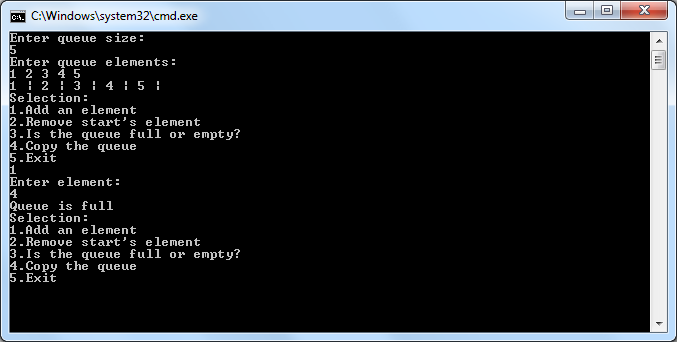 C:\Windows\system32\cmd.exe
Enter queue size:
5
Enter queue elements:
1 2 3 4 5
1 ¦ 2 ¦ 3 ¦ 4 ¦ 5 ¦
Selection:
1.Add an element
2.Remove start's element
3.Is the queue full or empty?
4.Copy the queue
5.Exit
1
Enter element:
4
Queue is full
Selection:
1.Add an element
2.Remove start's element
3.Is the queue full or empty?
4.Copy the queue
5.Exit